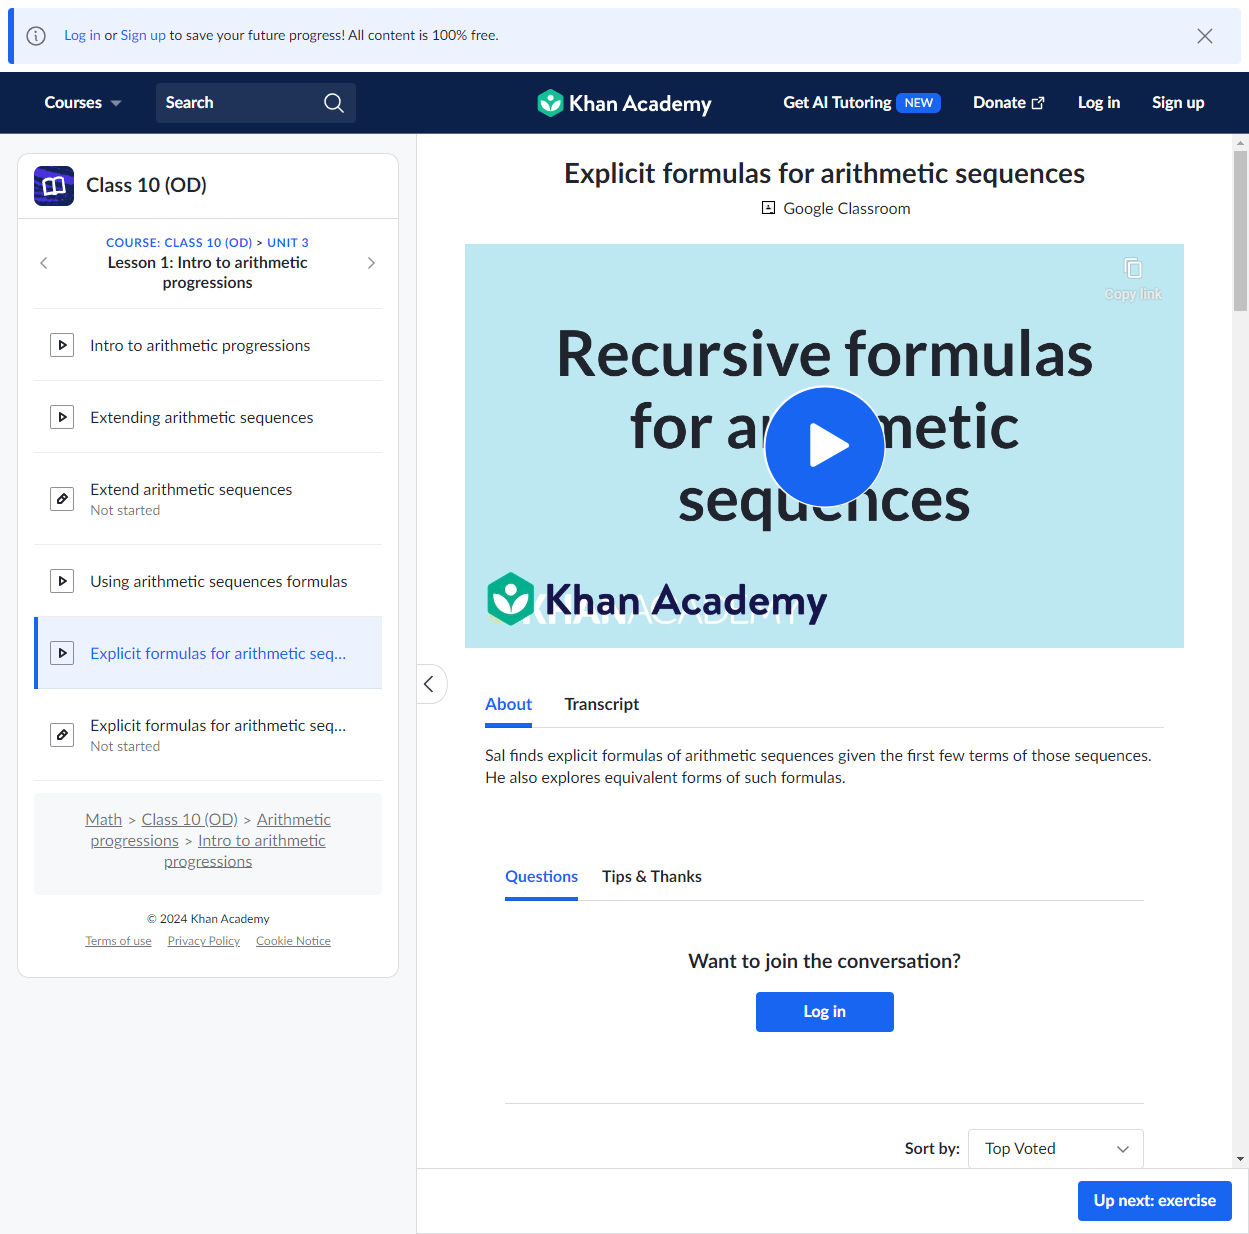 Log in or Sign up to save your future progress! All content is 100% free.
Courses
Search
Khan Academy
Get AI Tutoring NEW
Donate
Log in
Sign up
Class 10 (OD)
COURSE: CLASS 10 (OD) > UNIT 3
Lesson 1: Intro to arithmetic
progressions
Intro to arithmetic progressions
Extending arithmetic sequences
Extend arithmetic sequences
Not started
Using arithmetic sequences formulas
Explicit formulas for arithmetic seq...
Explicit formulas for arithmetic seq...
Not started
Math > Class 10 (OD) > Arithmetic
progressions > Intro to arithmetic
progressions
© 2024 Khan Academy
Terms of use Privacy Policy Cookie Notice
Explicit formulas for arithmetic sequences
Google Classroom
Copy link
Recursive formulas
for arithmetic
sequences
Khan Academy
KHANACADEMY
About Transcript
Sal finds explicit formulas of arithmetic sequences given the first few terms of those sequences.
He also explores equivalent forms of such formulas.
Questions Tips & Thanks
Want to join the conversation?
Log in
Sort by: Top Voted
Up next: exercise